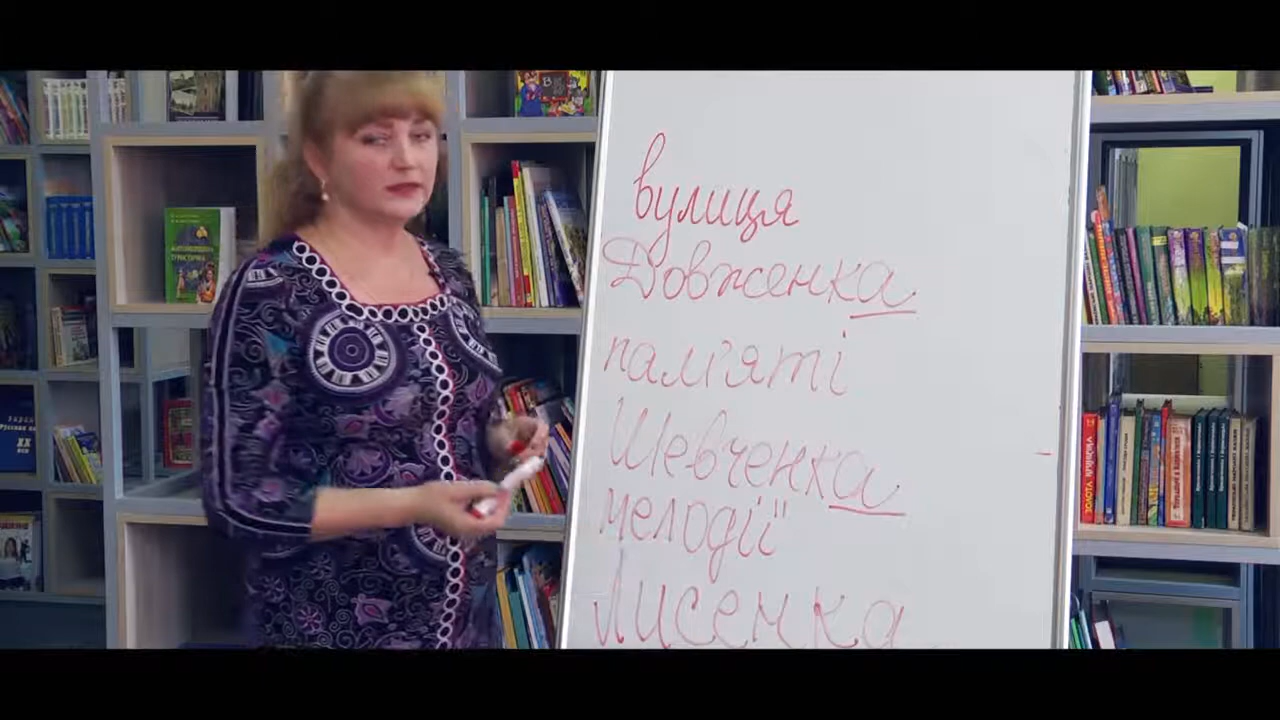 вулиця
Довженка
пам'яті
Шевченка
мелодії
Лисенка